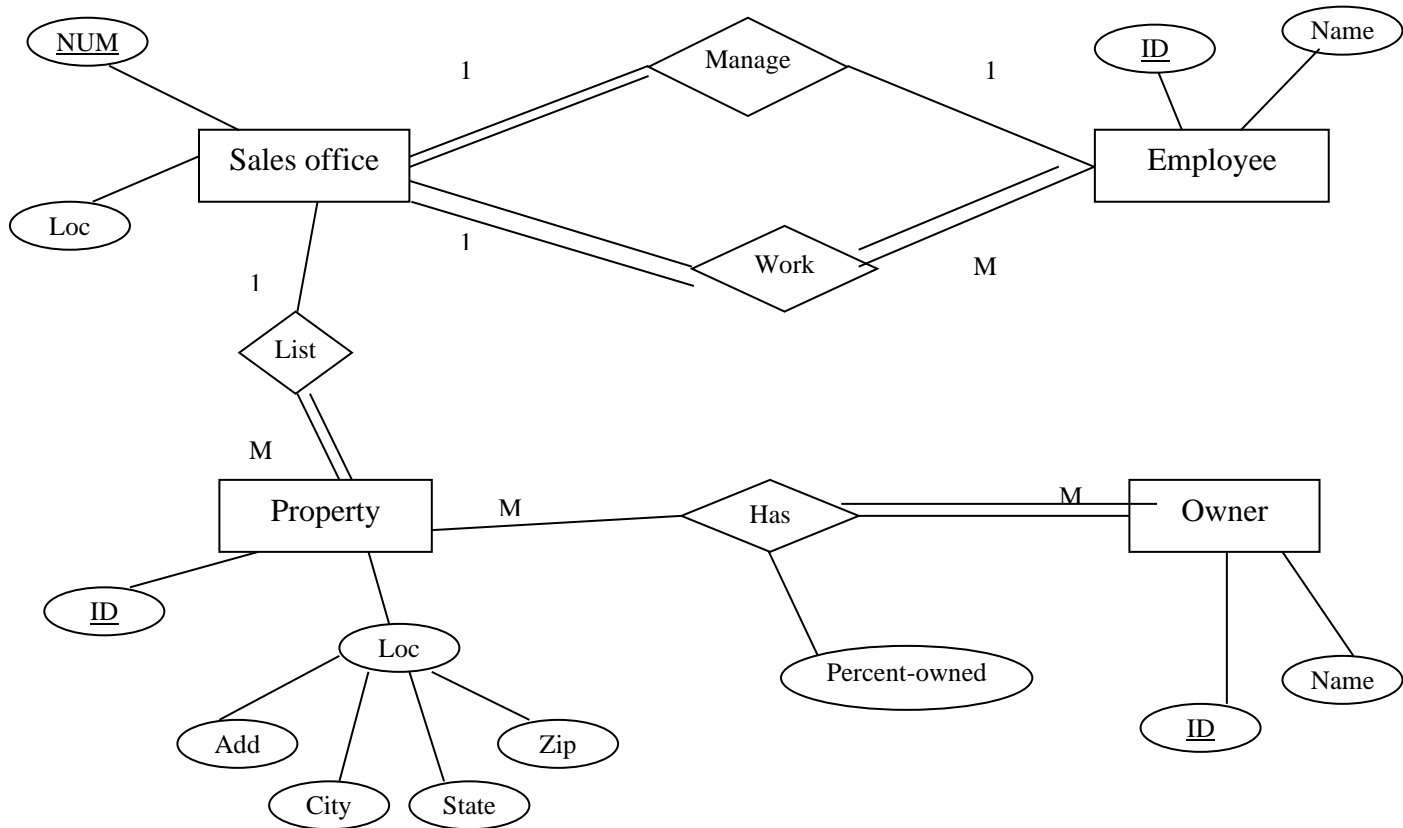 NUM
Name
ID
Manage
1
1
Sales office
Employee
Loc
1
Work
M
1
List
M
Property
M
Has
M
Owner
ID
Loc
Percent-owned
Name
ID
Add
Zip
City
State